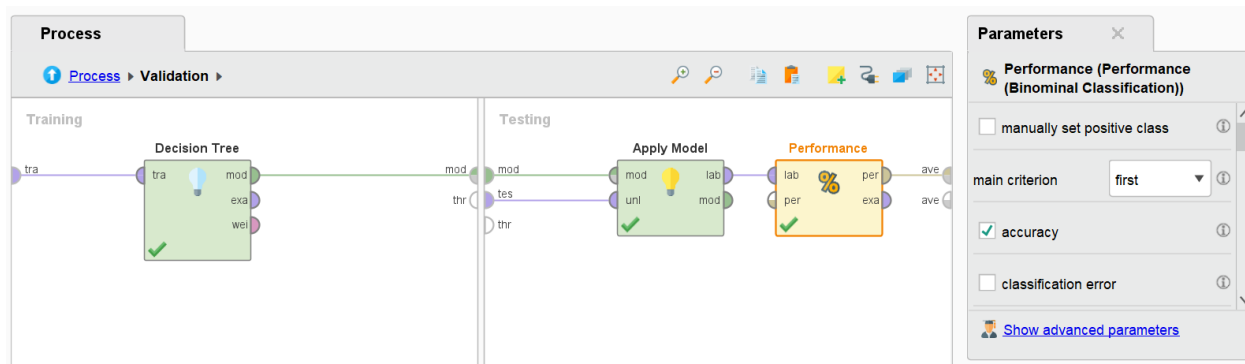 Process
Process ▸ Validation ▸
Training
tra
Decision Tree
tra
mod
exa
wei
mod
thr
Testing
mod
tes
thr
Apply Model
mod
unl
lab
mod
Performance
lab
per
per
exa
ave
ave
Parameters
% Performance (Performance
(Binominal Classification))
manually set positive class
main criterion first
accuracy
classification error
Show advanced parameters